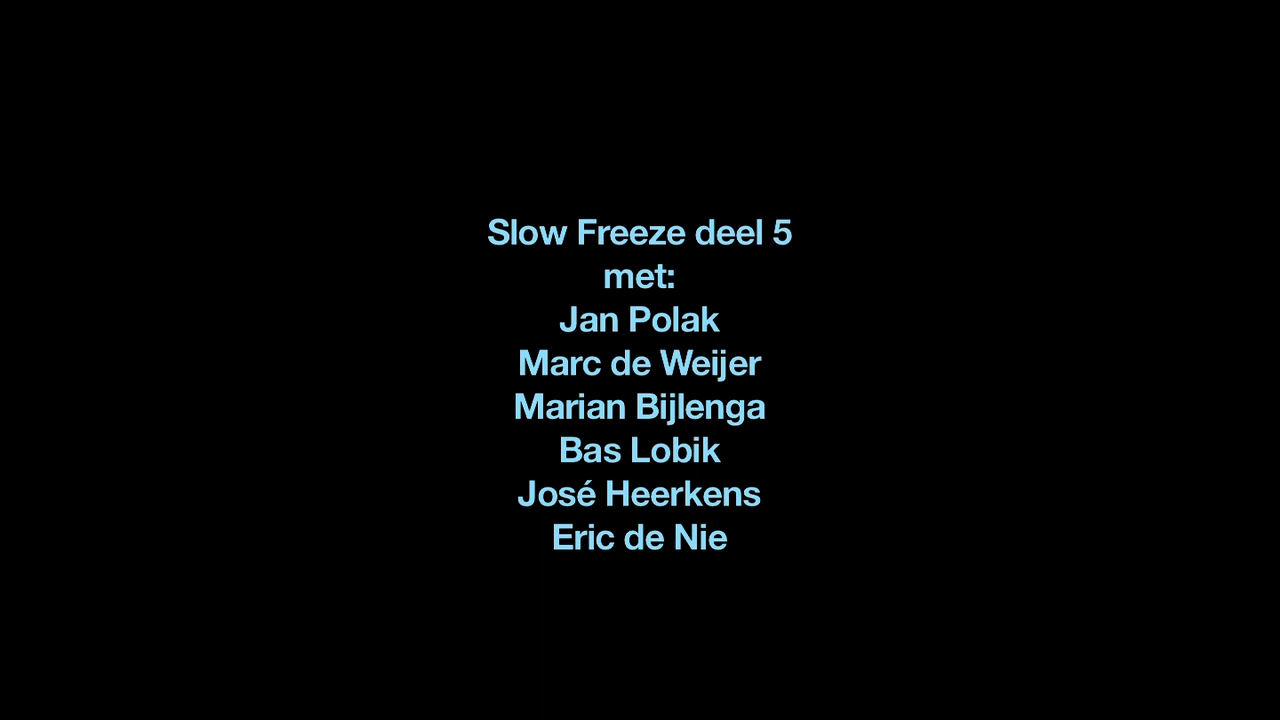 Slow Freeze deel 5
met:
Jan Polak
Marc de Weijer
Marian Bijlenga
Bas Lobik
José Heerkens
Eric de Nie